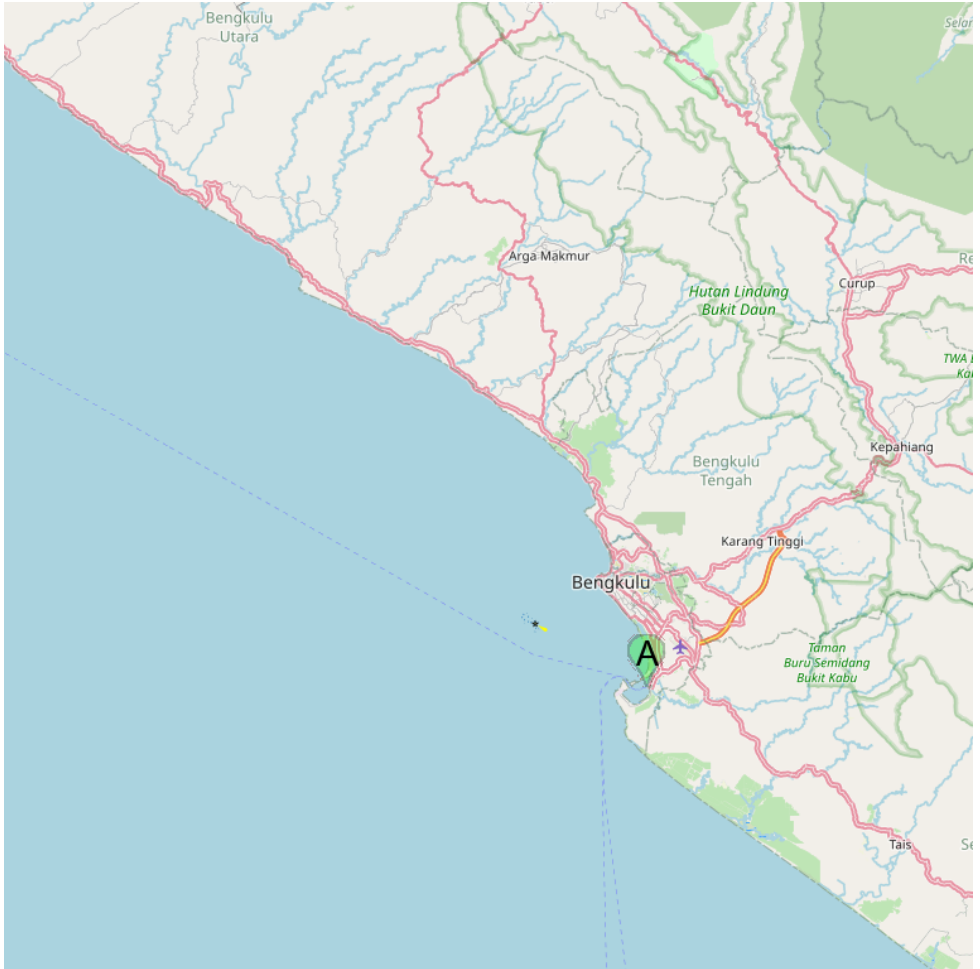 Bengkulu
Utara
Arga Makmur
Curup
Hutan Lindung
Bukit Daun
Kepahiang
Bengkulu
Tengah
Karang Tinggi
Bengkulu
A
Taman
Buru Semidang
Bukit Kabu
Tais
TWA